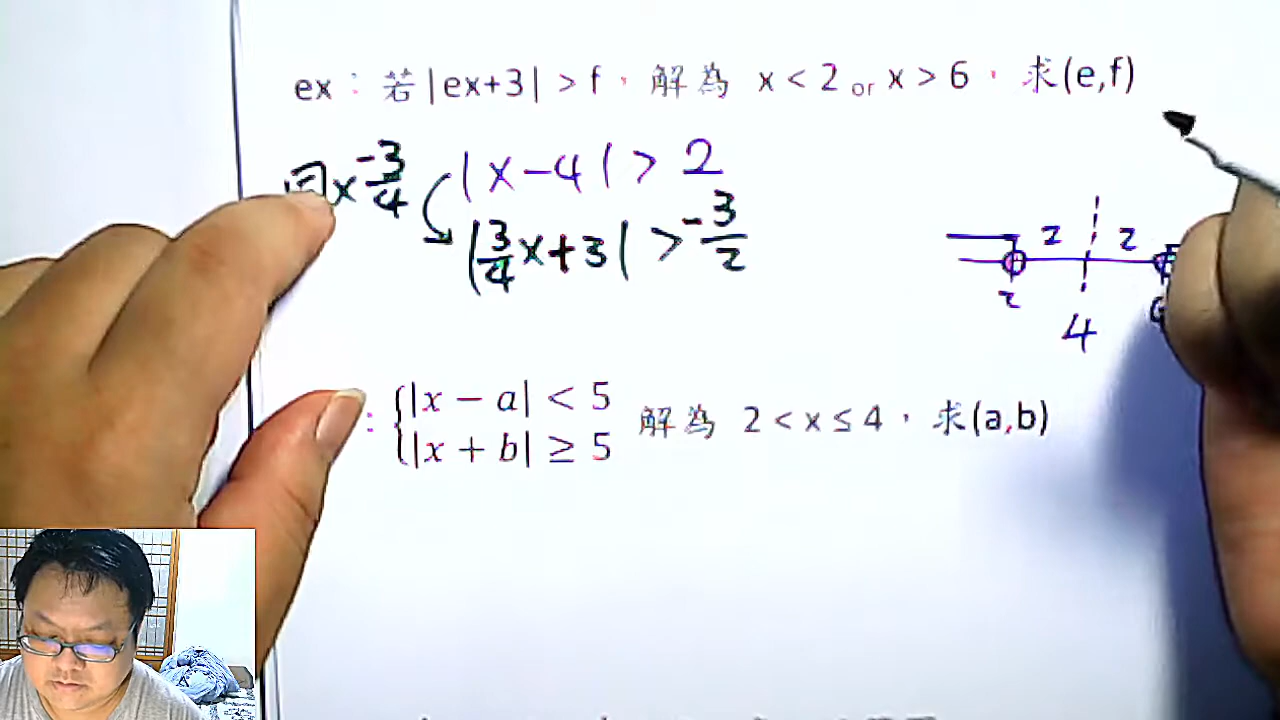 ex：若|ex+3| > f，解為 x < 2 or x > 6，求(e,f)
同x -3/4
|x-4| > 2
|3/4 x+3| > -3/2
2 2
2 4
: {|x − a| < 5
|x + b| ≥ 5
解為 2 < x ≤ 4，求(a,b)